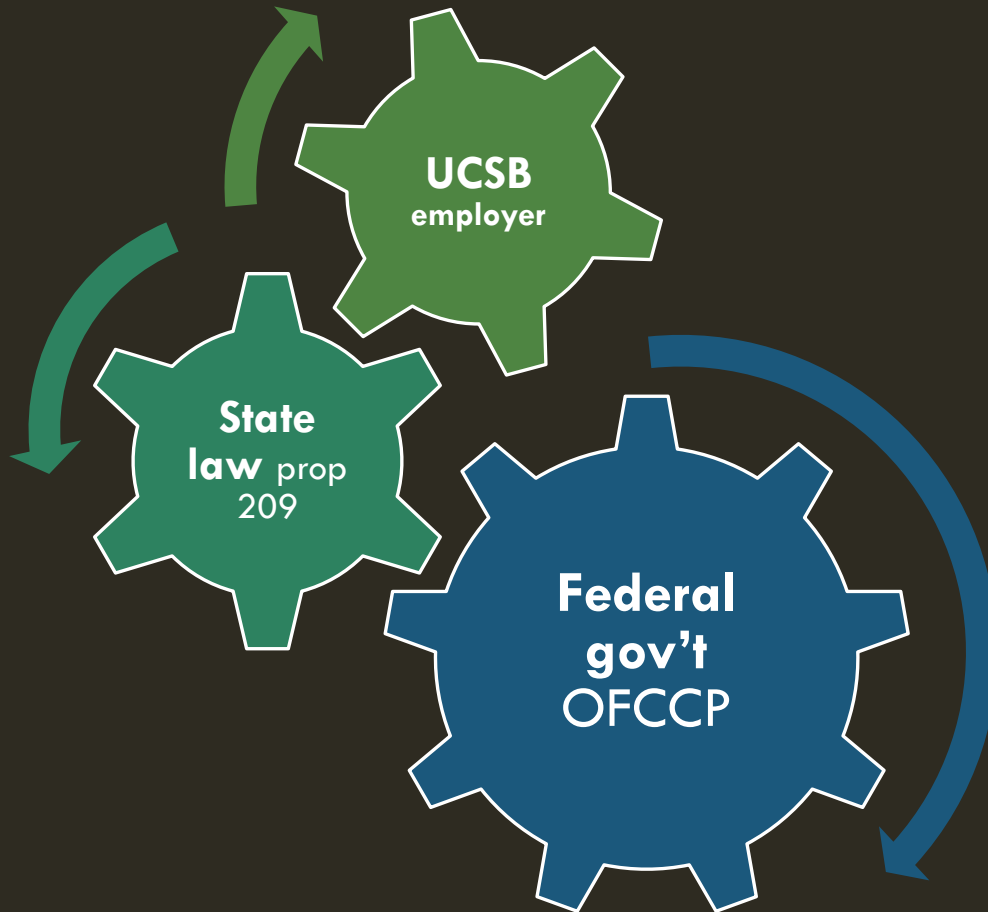 UCSB
employer
State
law prop
209
Federal
gov't
OFCCP